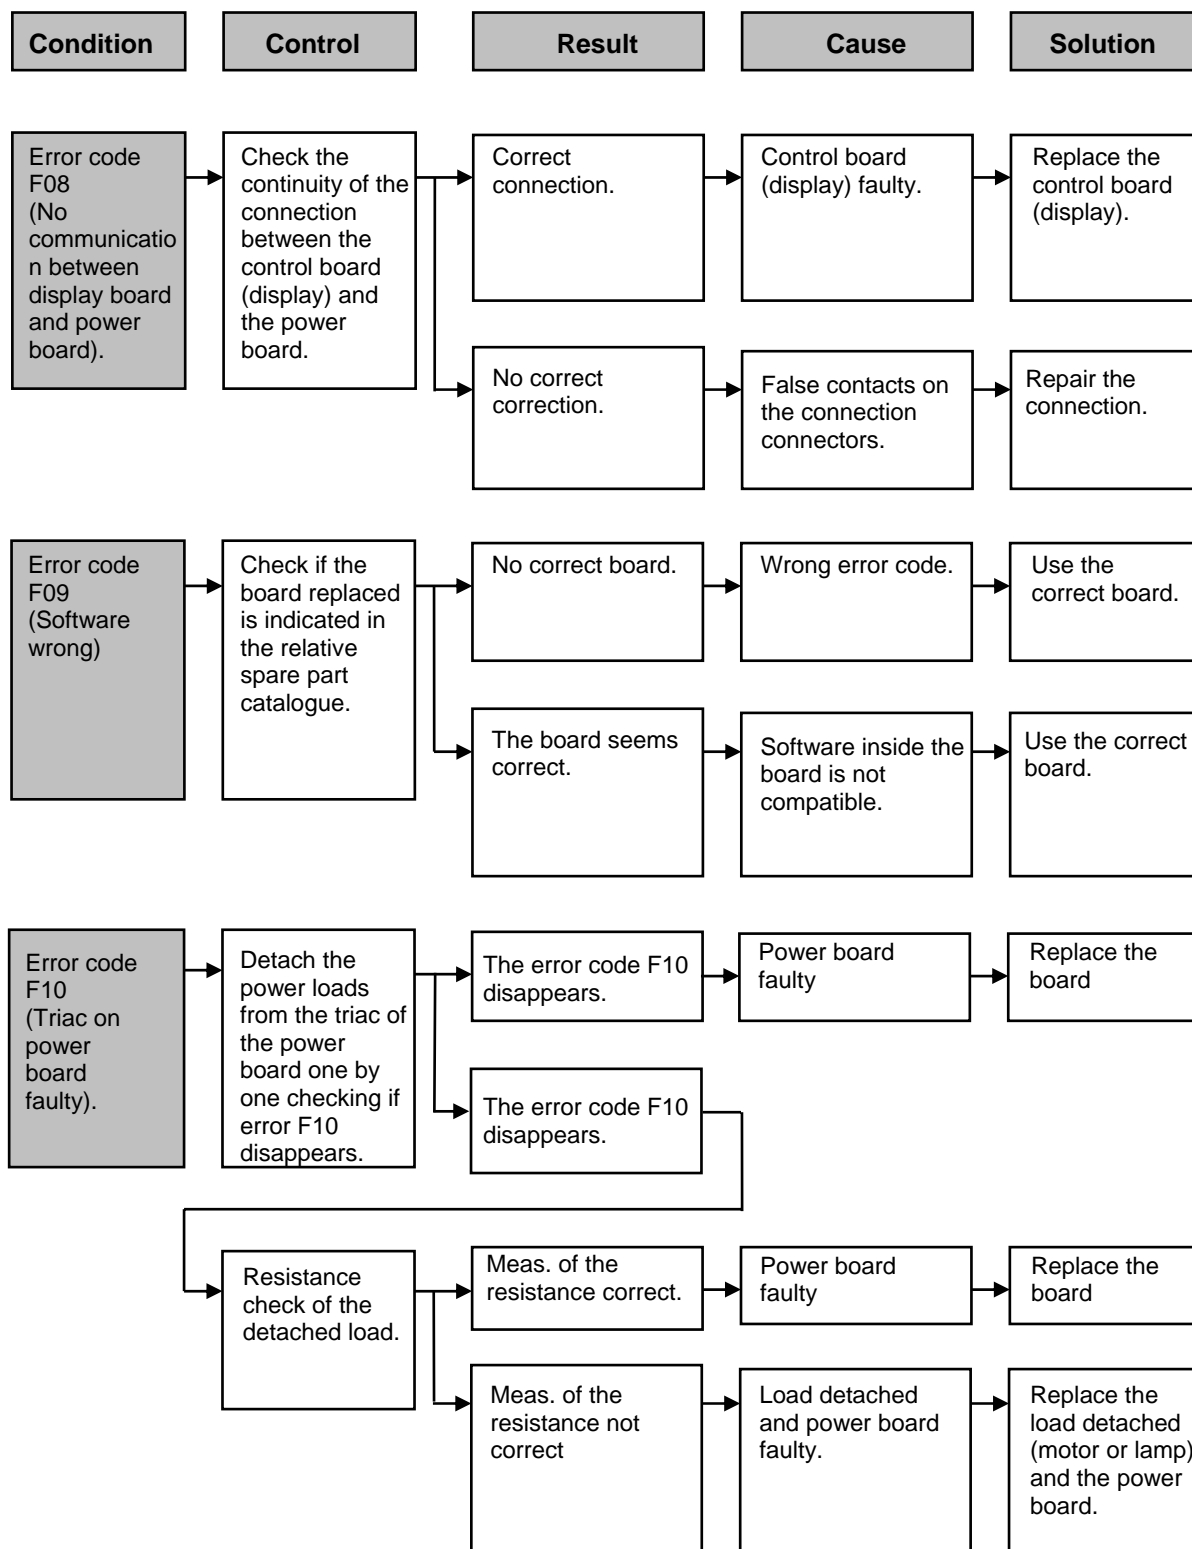 Condition
Control
Result
Cause
Solution
Error code
F08
(No
communicatio
n between
display board
and power
board).
Check the
continuity of the
connection
between the
control board
(display) and
the power
board.
Correct
connection.
Control board
(display) faulty.
Replace the
control board
(display).
No correct
correction.
False contacts on
the connection
connectors.
Repair the
connection.
Error code
F09
(Software
wrong)
Check if the
board replaced
is indicated in
the relative
spare part
catalogue.
No correct board.
Wrong error code.
Use the
correct board.
The board seems
correct.
Software inside the
board is not
compatible.
Use the correct
board.
Error code
F10
(Triac on
power
board
faulty).
Detach the
power loads
from the triac of
the power
board one by
one checking if
error F10
disappears.
The error code F10
disappears.
Power board
faulty
Replace the
board
The error code F10
disappears.
Resistance
check of the
detached load.
Meas. of the
resistance correct.
Power board
faulty
Replace the
board
Meas. of the
resistance not
correct
Load detached
and power board
faulty.
Replace the
load detached
(motor or lamp)
and the power
board.